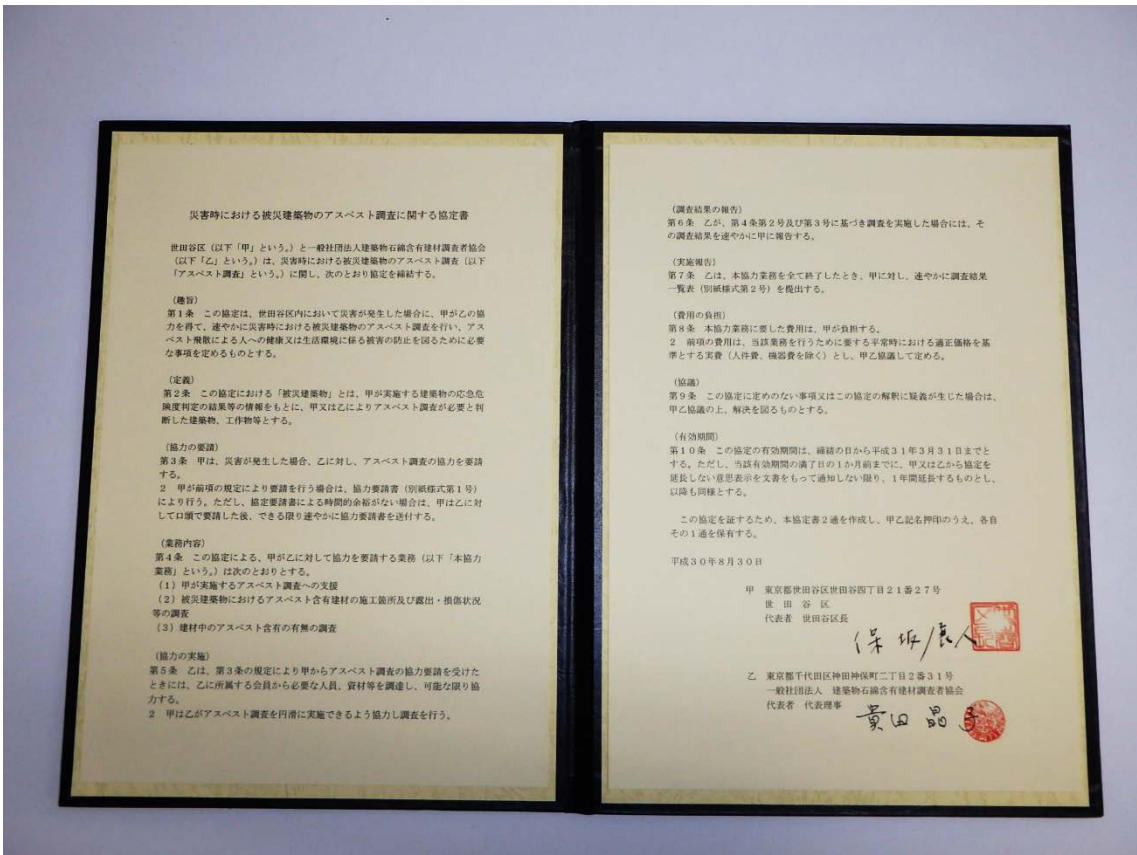 災害時における被災建築物のアスベスト調査に関する協定書
世田谷区（以下「甲」という。）と一般社団法人建築物石綿含有建材調査者協会
（以下「乙」という。）は、災害時における被災建築物のアスベスト調査（以下
「アスベスト調査」という。）に関し、次のとおり協定を締結する。
（趣旨）
第１条　この協定は、世田谷区内において災害が発生した場合に、甲が乙の協
力を得て、速やかに災害時における被災建築物のアスベスト調査を行い、アス
ベスト飛散による人への健康又は生活環境に係る被害の防止を図るために必要
な事項を定めるものとする。
（定義）
第２条　この協定における「被災建築物」とは、甲が実施する建築物の応急危
険度判定の結果等の情報をもとに、甲又は乙によりアスベスト調査が必要と判
断した建築物、工作物等とする。
（協力の要請）
第３条　甲は、災害が発生した場合、乙に対し、アスベスト調査の協力を要請
する。
２　甲が前項の規定により要請を行う場合は、協力要請書（別紙様式第１号）
により行う。ただし、協定要請書による時間的余裕がない場合は、甲は乙に対
して口頭で要請した後、できる限り速やかに協力要請書を送付する。
（業務内容）
第４条　この協定による、甲が乙に対して協力を要請する業務（以下「本協力
業務」という。）は次のとおりとする。
（１）甲が実施するアスベスト調査への支援
（２）被災建築物におけるアスベスト含有建材の施工箇所及び露出・損傷状況
等の調査
（３）建材中のアスベスト含有の有無の調査
（協力の実施）
第５条　乙は、第３条の規定により甲からアスベスト調査の協力要請を受けた
ときには、乙に所属する会員から必要な人員、資材等を調達し、可能な限り協
力する。
２　甲は乙がアスベスト調査を円滑に実施できるよう協力し調査を行う。
（調査結果の報告）
第６条　乙が、第４条第２号及び第３号に基づき調査を実施した場合には、そ
の調査結果を速やかに甲に報告する。
（実施報告）
第７条　乙は、本協力業務を全て終了したとき、甲に対し、速やかに調査結果
一覧表（別紙様式第２号）を提出する。
（費用の負担）
第８条　本協力業務に要した費用は、甲が負担する。
２　前項の費用は、当該業務を行うために要する平常時における適正価格を基
準とする実費（人件費、機器費を除く）とし、甲乙協議して定める。
（協議）
第９条　この協定に定めのない事項又はこの協定の解釈に疑義が生じた場合は、
甲乙協議の上、解決を図るものとする。
（有効期間）
第１０条　この協定の有効期間は、締結の日から平成３１年３月３１日までと
する。ただし、当該有効期間の満了日の１か月前までに、甲又は乙から協定を
延長しない意思表示を文書をもって通知しない限り、１年間延長するものとし、
以降も同様とする。
この協定を証するため、本協定書２通を作成し、甲乙記名押印のうえ、各自
その１通を保有する。
平成３０年８月３０日
甲　東京都世田谷区世田谷四丁目２１番２７号
世　田　谷　区
代表者　世田谷区長
保坂展人
乙　東京都千代田区神田神保町二丁目２番３１号
一般社団法人　建築物石綿含有建材調査者協会
代表者　代表理事
貴田晶子